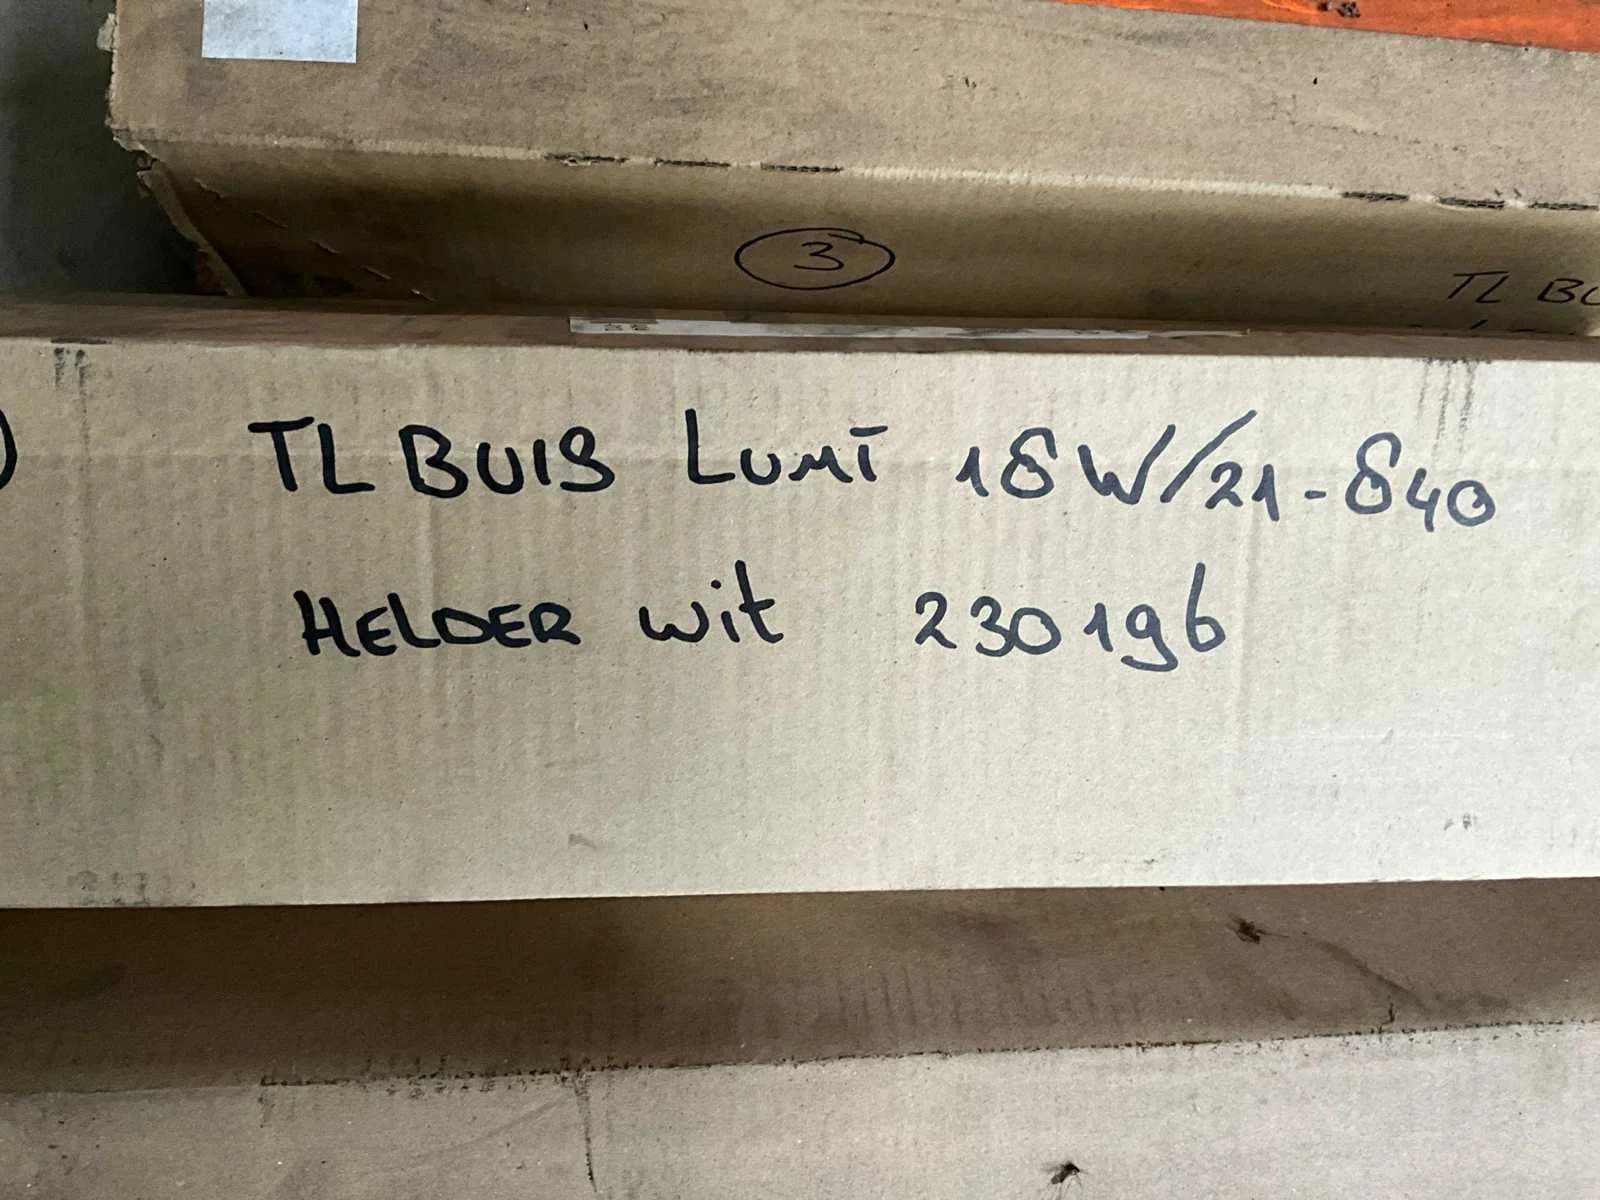 3
TL BU
TL BUIS LUMI 18W/21-840
HELDER wit 230196